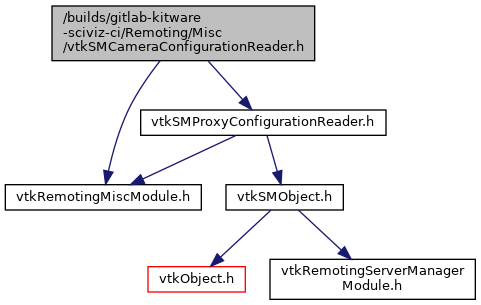 /builds/gitlab-kitware
-sciviz-ci/Remoting/Misc
/vtkSMCameraConfigurationReader.h
vtkSMProxyConfigurationReader.h
vtkRemotingMiscModule.h
vtkSMObject.h
vtkObject.h
vtkRemotingServerManager
Module.h